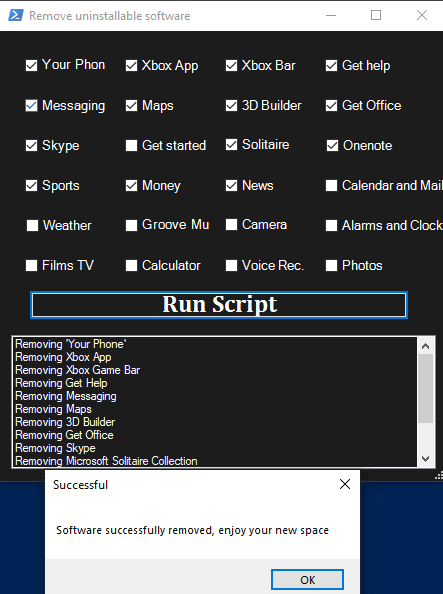 Remove uninstallable software
Your Phon Xbox App Xbox Bar Get help
Messaging Maps 3D Builder Get Office
Skype Get started Solitaire Onenote
Sports Money News Calendar and Mail
Weather Groove Mu Camera Alarms and Clock
Films TV Calculator Voice Rec. Photos
Run Script
Removing 'Your Phone'
Removing Xbox App
Removing Xbox Game Bar
Removing Get Help
Removing Messaging
Removing Maps
Removing 3D Builder
Removing Get Office
Removing Skype
Removing Microsoft Solitaire Collection
Successful
Software successfully removed, enjoy your new space
OK